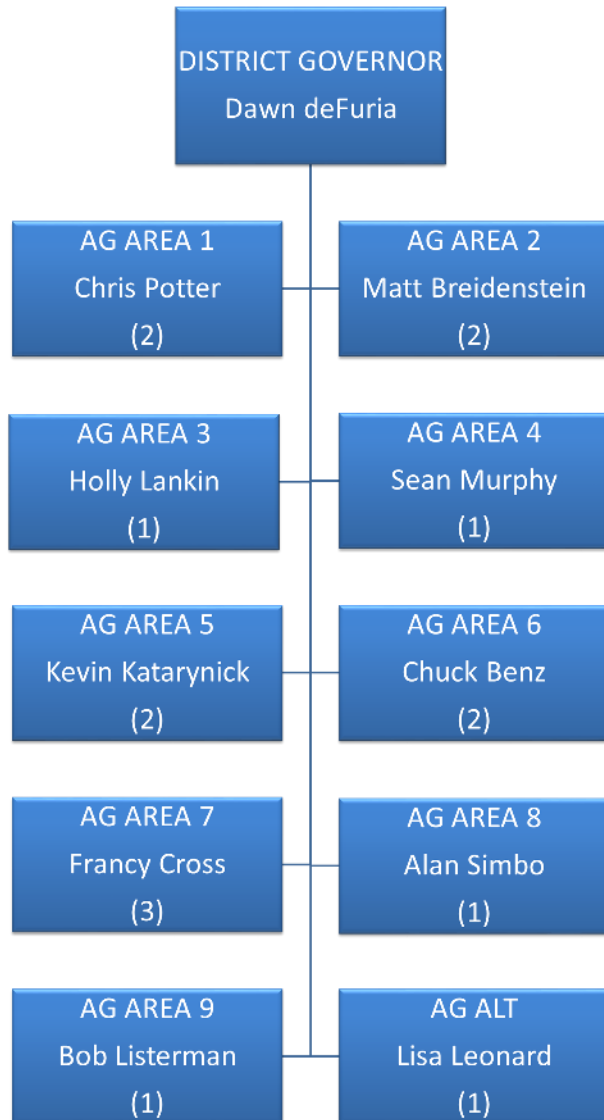 DISTRICT GOVERNOR
Dawn deFuria
AG AREA 1
Chris Potter
(2)
AG AREA 2
Matt Breidenstein
(2)
AG AREA 3
Holly Lankin
(1)
AG AREA 4
Sean Murphy
(1)
AG AREA 5
Kevin Katarynick
(2)
AG AREA 6
Chuck Benz
(2)
AG AREA 7
Francy Cross
(3)
AG AREA 8
Alan Simbo
(1)
AG AREA 9
Bob Listerman
(1)
AG ALT
Lisa Leonard
(1)